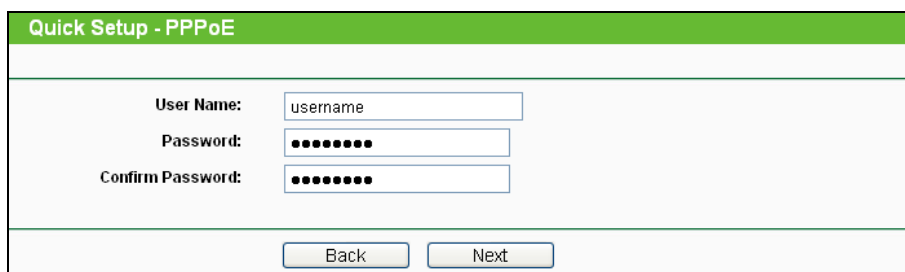 Quick Setup - PPPoE
User Name: username
Password: ●●●●●●●●
Confirm Password: ●●●●●●●●
Back Next